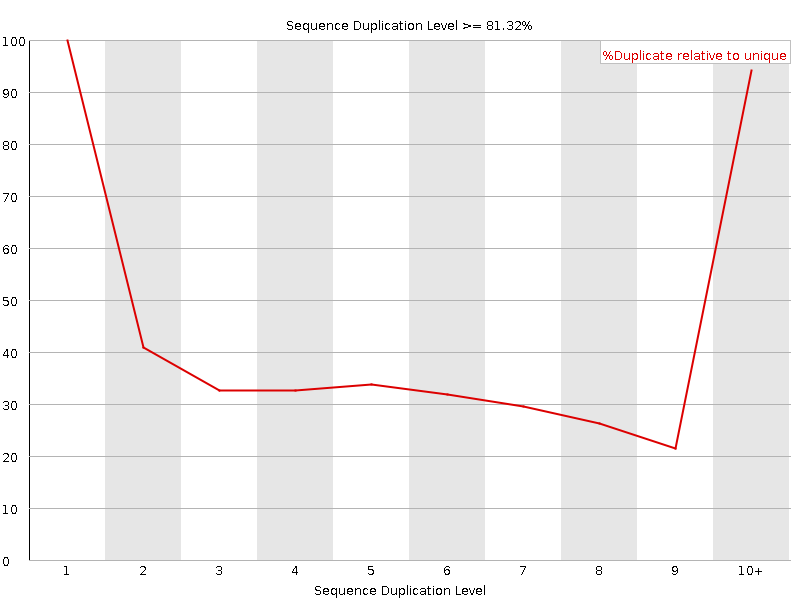 Sequence Duplication Level >= 81.32%
%Duplicate relative to unique
100
90
80
70
60
50
40
30
20
10
0
1 2 3 4 5 6 7 8 9 10+
Sequence Duplication Level